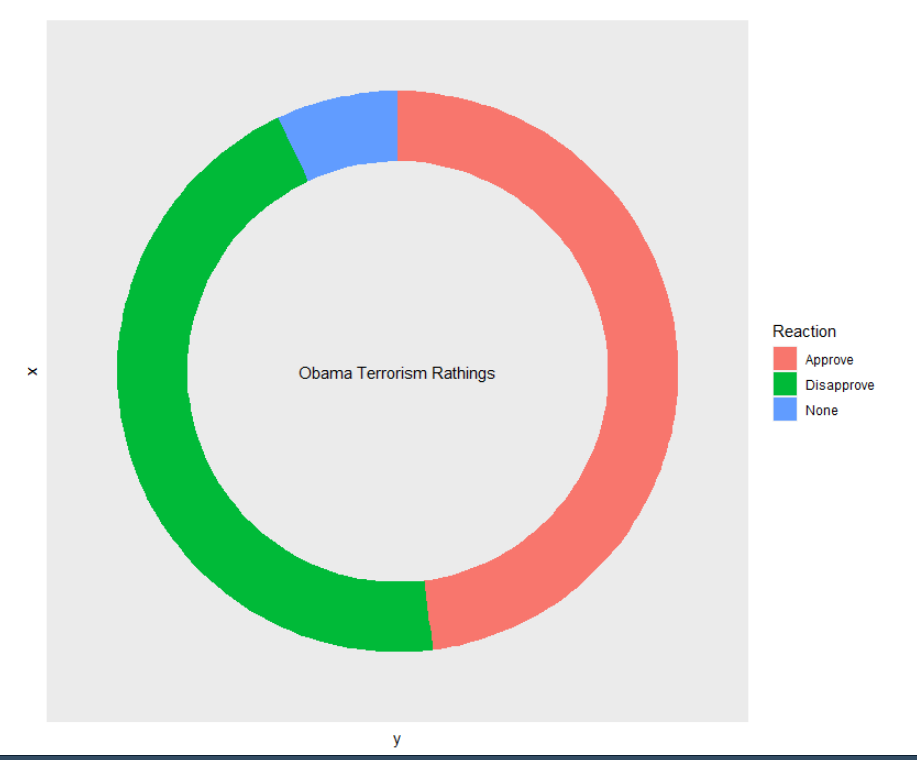 x
Obama Terrorism Rathings
y
Reaction
Approve
Disapprove
None